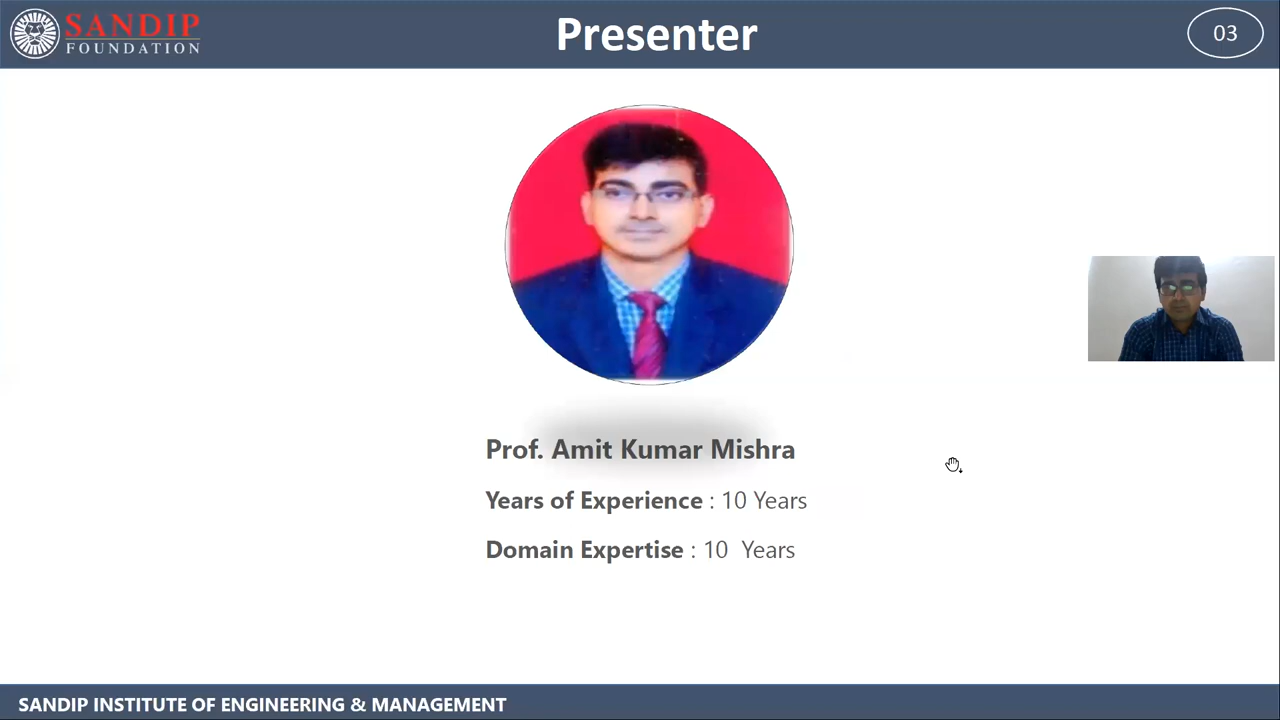 SANDIP
FOUNDATION
Presenter
03
Prof. Amit Kumar Mishra
Years of Experience : 10 Years
Domain Expertise : 10 Years
SANDIP INSTITUTE OF ENGINEERING & MANAGEMENT